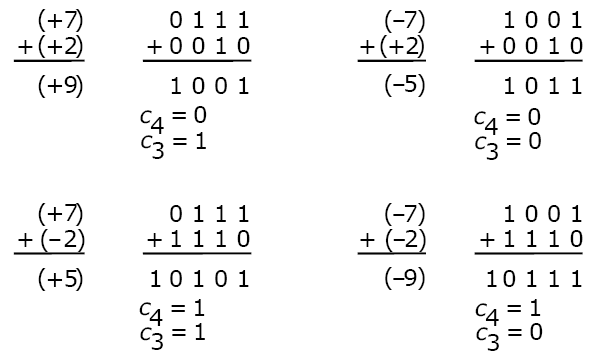 (+7)
+(+2)
(+9)
0 1 1 1
+0 0 1 0
1 0 0 1
c4 = 0
c3 = 1
(–7)
+(+2)
(–5)
1 0 0 1
+0 0 1 0
1 0 1 1
c4 = 0
c3 = 0
(+7)
+(–2)
(+5)
0 1 1 1
+1 1 1 0
1 0 1 0 1
c4 = 1
c3 = 1
(–7)
+ (–2)
(–9)
1 0 0 1
+1 1 1 0
1 0 1 1 1
c4 = 1
c3 = 0